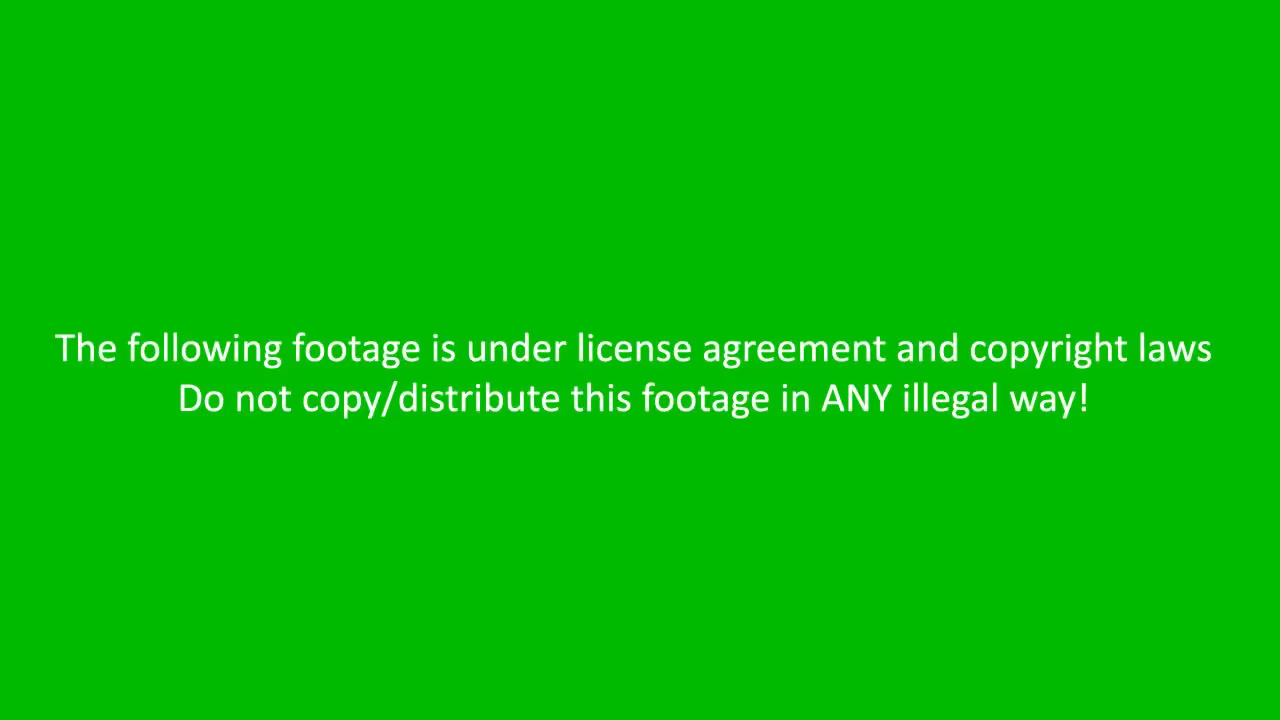 The following footage is under license agreement and copyright laws
Do not copy/distribute this footage in ANY illegal way!